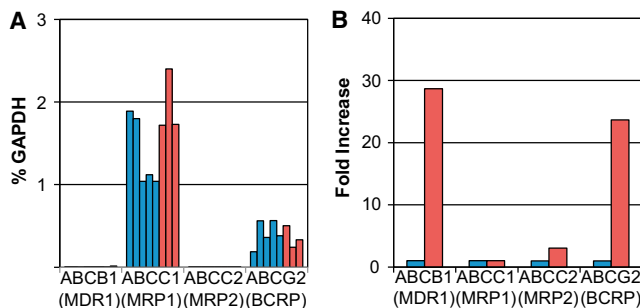 A
% GAPDH
3
2
1
ABCB1 ABCC1 ABCC2 ABCG2
(MDR1) (MRP1) (MRP2) (BCRP)
B
Fold Increase
40
30
20
10
0
ABCB1 ABCC1 ABCC2 ABCG2
(MDR1) (MRP1) (MRP2) (BCRP)